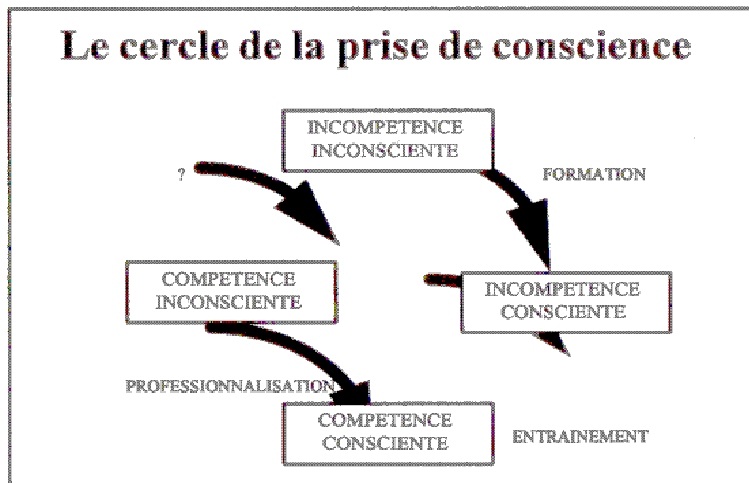 Le cercle de la prise de conscience
INCOMPETENCE
INCONSCIENTE
?
FORMATION
COMPETENCE
INCONSCIENTE
INCOMPETENCE
CONSCIENTE
PROFESSIONNALISATION
COMPETENCE
CONSCIENTE
ENTRAINEMENT